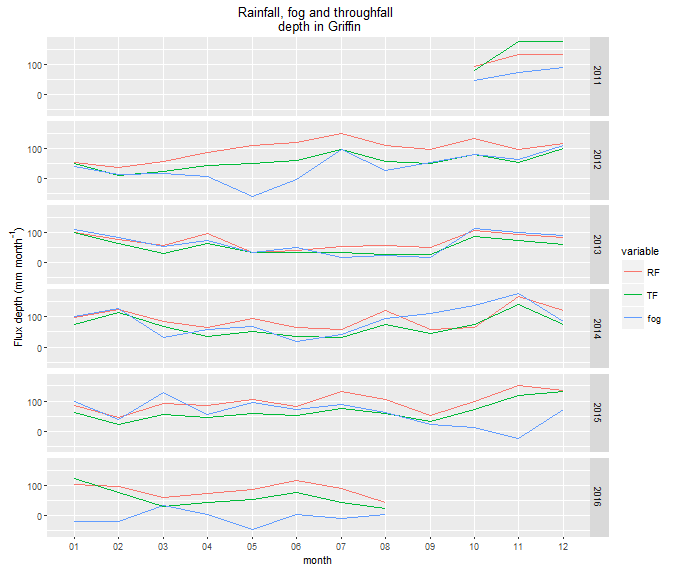 Rainfall, fog and throughfall
depth in Griffin
100
0
2011
100
0
2012
100
0
2013
100
0
2014
100
0
2015
100
0
2016
Flux depth (mm month⁻¹)
01 02 03 04 05 06 07 08 09 10 11 12
month
variable
RF
TF
fog